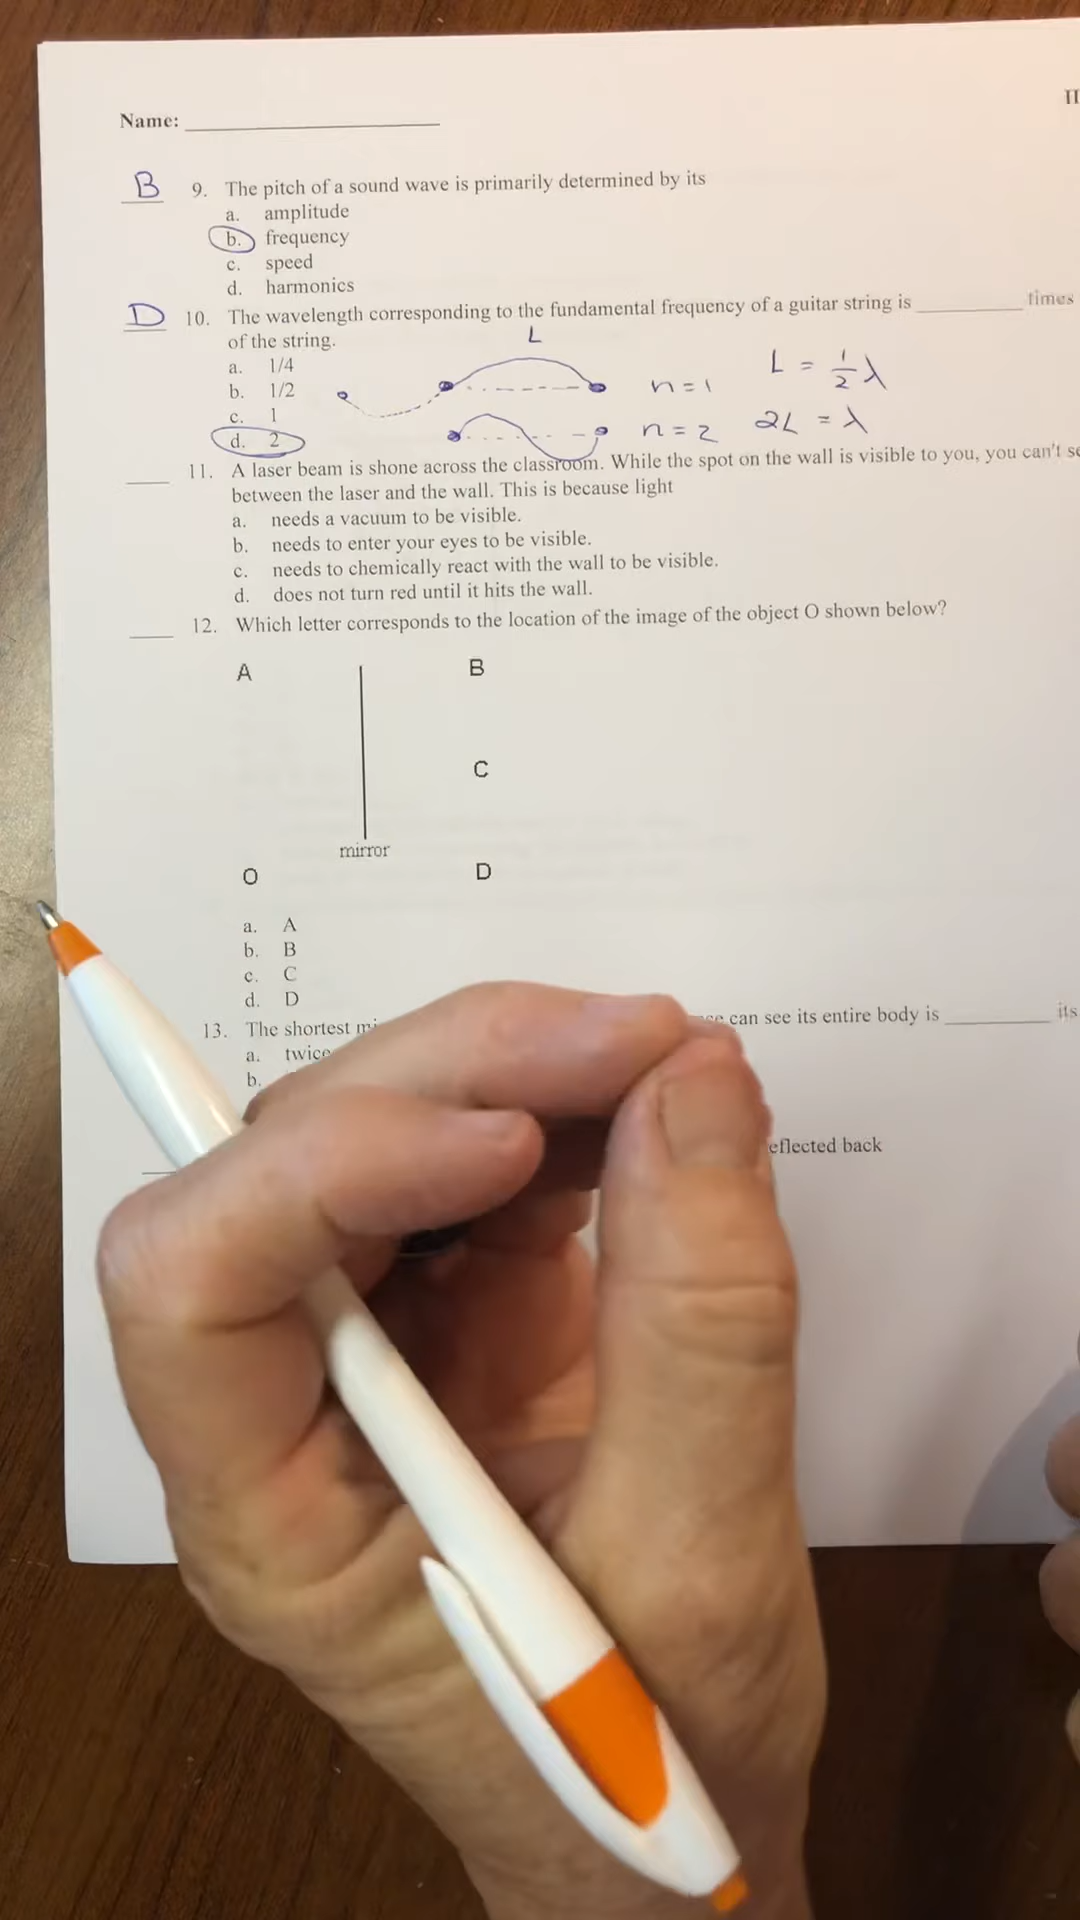 Name:
B 9. The pitch of a sound wave is primarily determined by its
a. amplitude
b. frequency
c. speed
d. harmonics
D 10. The wavelength corresponding to the fundamental frequency of a guitar string is __________ times
of the string.
L
a. 1/4
b. 1/2
c. 1
d. 2
n = 1
L = 1/2 λ
n = 2
2L = λ
11. A laser beam is shone across the classroom. While the spot on the wall is visible to you, you can't
between the laser and the wall. This is because light
a. needs a vacuum to be visible.
b. needs to enter your eyes to be visible.
c. needs to chemically react with the wall to be visible.
d. does not turn red until it hits the wall.
12. Which letter corresponds to the location of the image of the object O shown below?
A
B
C
mirror
O
D
a. A
b. B
c. C
d. D
13. The shortest can see its entire body is __________ its
a. twice
b.
eflected back